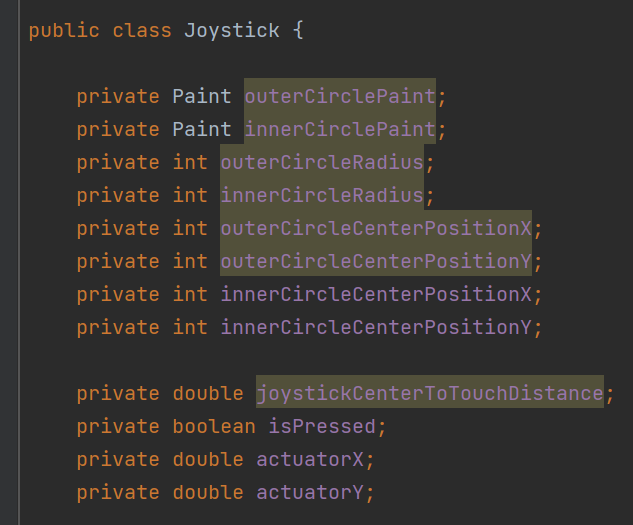 public class Joystick {
private Paint outerCirclePaint;
private Paint innerCirclePaint;
private int outerCircleRadius;
private int innerCircleRadius;
private int outerCircleCenterPositionX;
private int outerCircleCenterPositionY;
private int innerCircleCenterPositionX;
private int innerCircleCenterPositionY;
private double joystickCenterToTouchDistance;
private boolean isPressed;
private double actuatorX;
private double actuatorY;